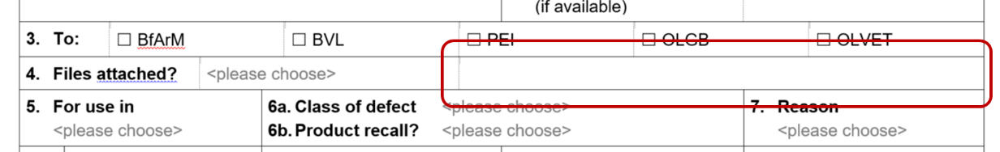 (if available)
3. To: ☐ BfArM ☐ BVL ☐ PEI ☐ OLCB ☐ OLVET
4. Files attached? <please choose>
5. For use in 6a. Class of defect <please choose> 7. Reason
<please choose> 6b. Product recall? <please choose> <please choose>